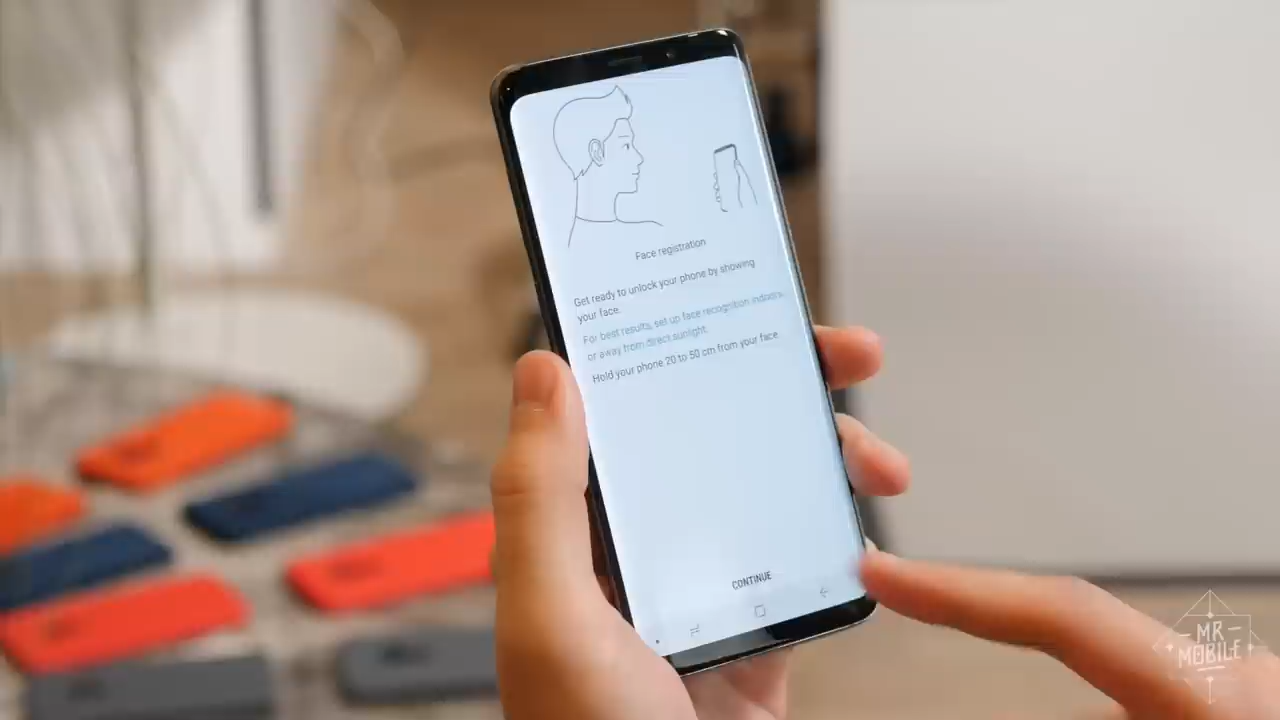 Face registration
Get ready to unlock your phone by showing
your face.
For best results, set up face recognition indoors
or away from direct sunlight.
Hold your phone 20 to 50 cm from your face.
CONTINUE
MR
MOBILE